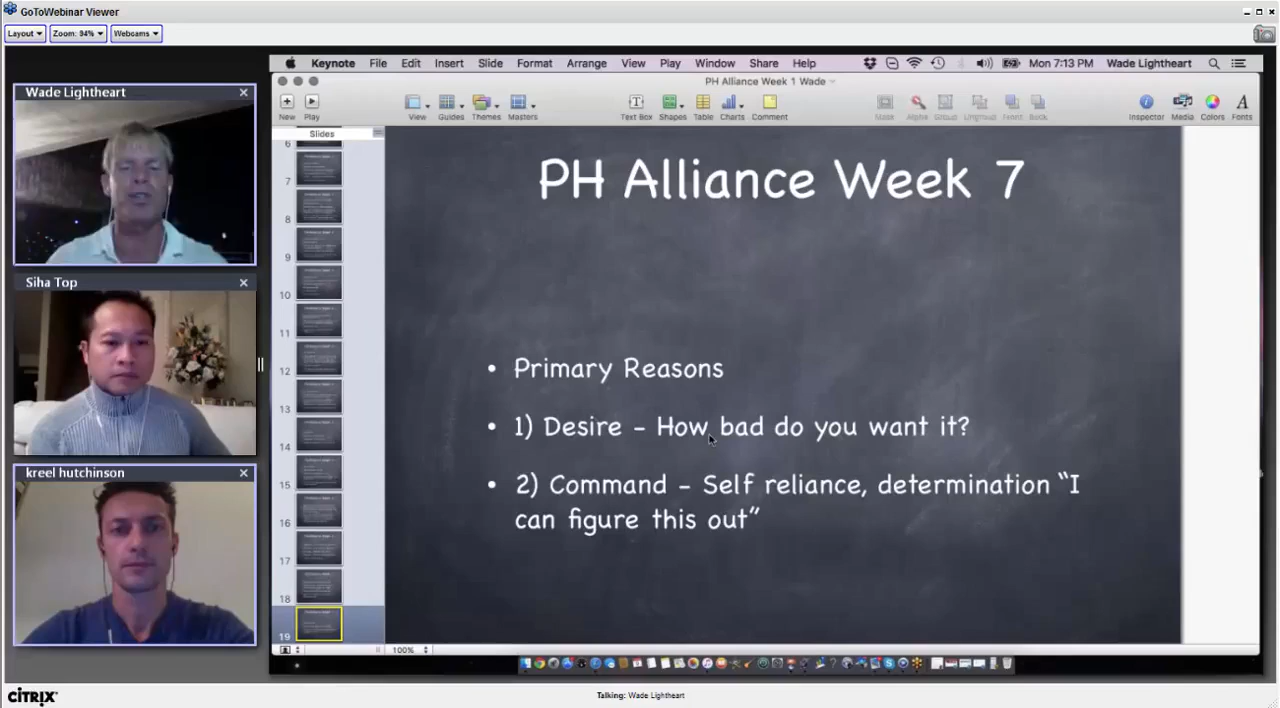 GoToWebinar Viewer
Layout
Zoom: 94%
Webcams
Wade Lightheart
Siha Top
kreel hutchinson
Keynote File Edit Insert Slide Format Arrange View Play Window Share Help Mon 7:13 PM Wade Lightheart
PH Alliance Week 1 Wade
New Play View Guides Themes Masters Text Box Shapes Table Charts Comment Mask Alpha Group Ungroup Front Back Inspector Media Colors Fonts
Slides
6
7
8
9
10
11
12
13
14
15
16
17
18
19
PH Alliance Week 7
• Primary Reasons
• 1) Desire - How bad do you want it?
• 2) Command - Self reliance, determination “I
can figure this out”
100%
CITRIX
Talking: Wade Lightheart